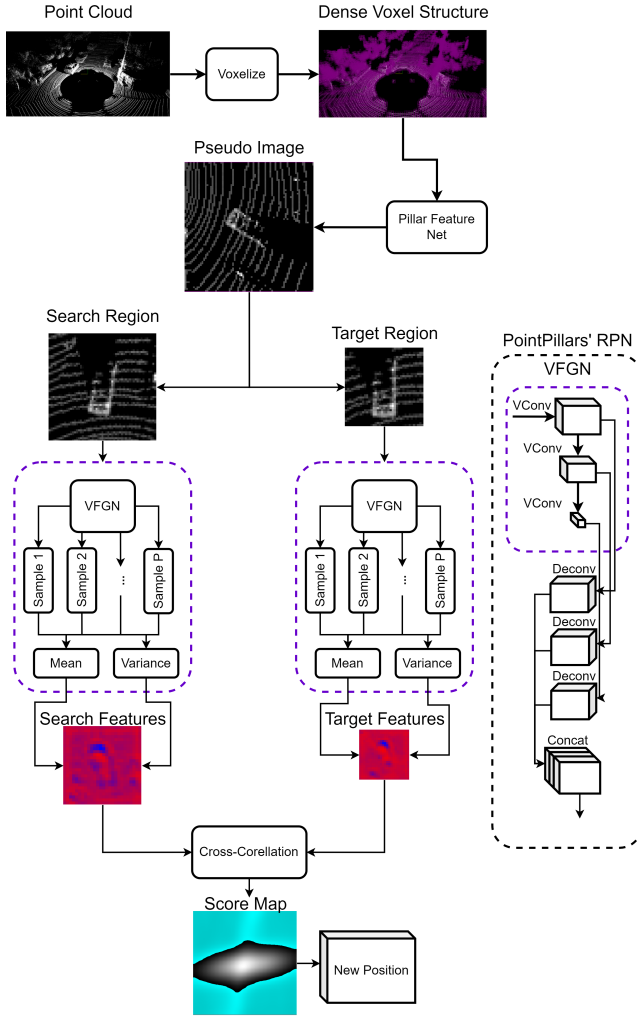 Point Cloud
Dense Voxel Structure
Voxelize
Pseudo Image
Pillar Feature
Net
Search Region
Target Region
PointPillars' RPN
VFGN
VConv
VConv
VConv
VFGN
Sample 1
Sample 2
...
Sample P
Mean
Variance
VFGN
Sample 1
Sample 2
...
Sample P
Mean
Variance
Deconv
Deconv
Deconv
Concat
Search Features
Target Features
Cross-Corellation
Score Map
New Position